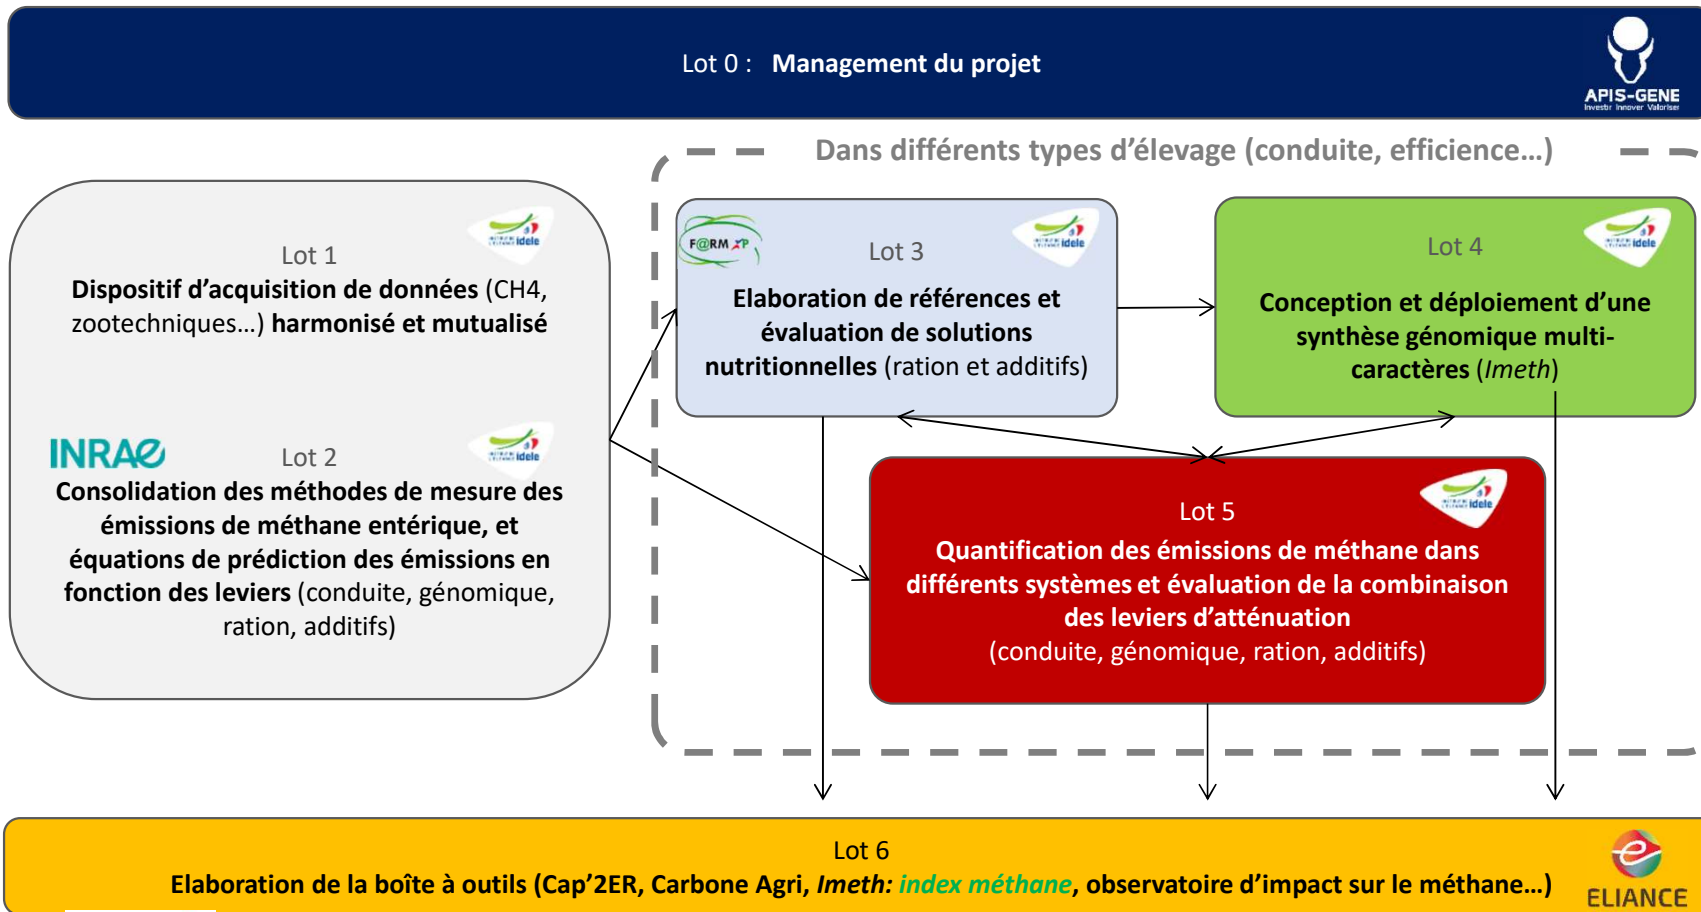 Lot 0 : Management du projet
APIS-GENE
Investir Innover Valoriser
Dans différents types d'élevage (conduite, efficience…)
idele
Lot 1
Dispositif d'acquisition de données (CH4,
zootechniques…) harmonisé et mutualisé
INRAE
idele
Lot 2
Consolidation des méthodes de mesure des
émissions de méthane entérique, et
équations de prédiction des émissions en
fonction des leviers (conduite, génomique,
ration, additifs)
F@RM XP
idele
Lot 3
Elaboration de références et
évaluation de solutions
nutritionnelles (ration et additifs)
idele
Lot 4
Conception et déploiement d'une
synthèse génomique multi-
caractères (Imeth)
idele
Lot 5
Quantification des émissions de méthane dans
différents systèmes et évaluation de la combinaison
des leviers d'atténuation
(conduite, génomique, ration, additifs)
Lot 6
Elaboration de la boîte à outils (Cap'2ER, Carbone Agri, Imeth: index méthane, observatoire d'impact sur le méthane…)
ELIANCE